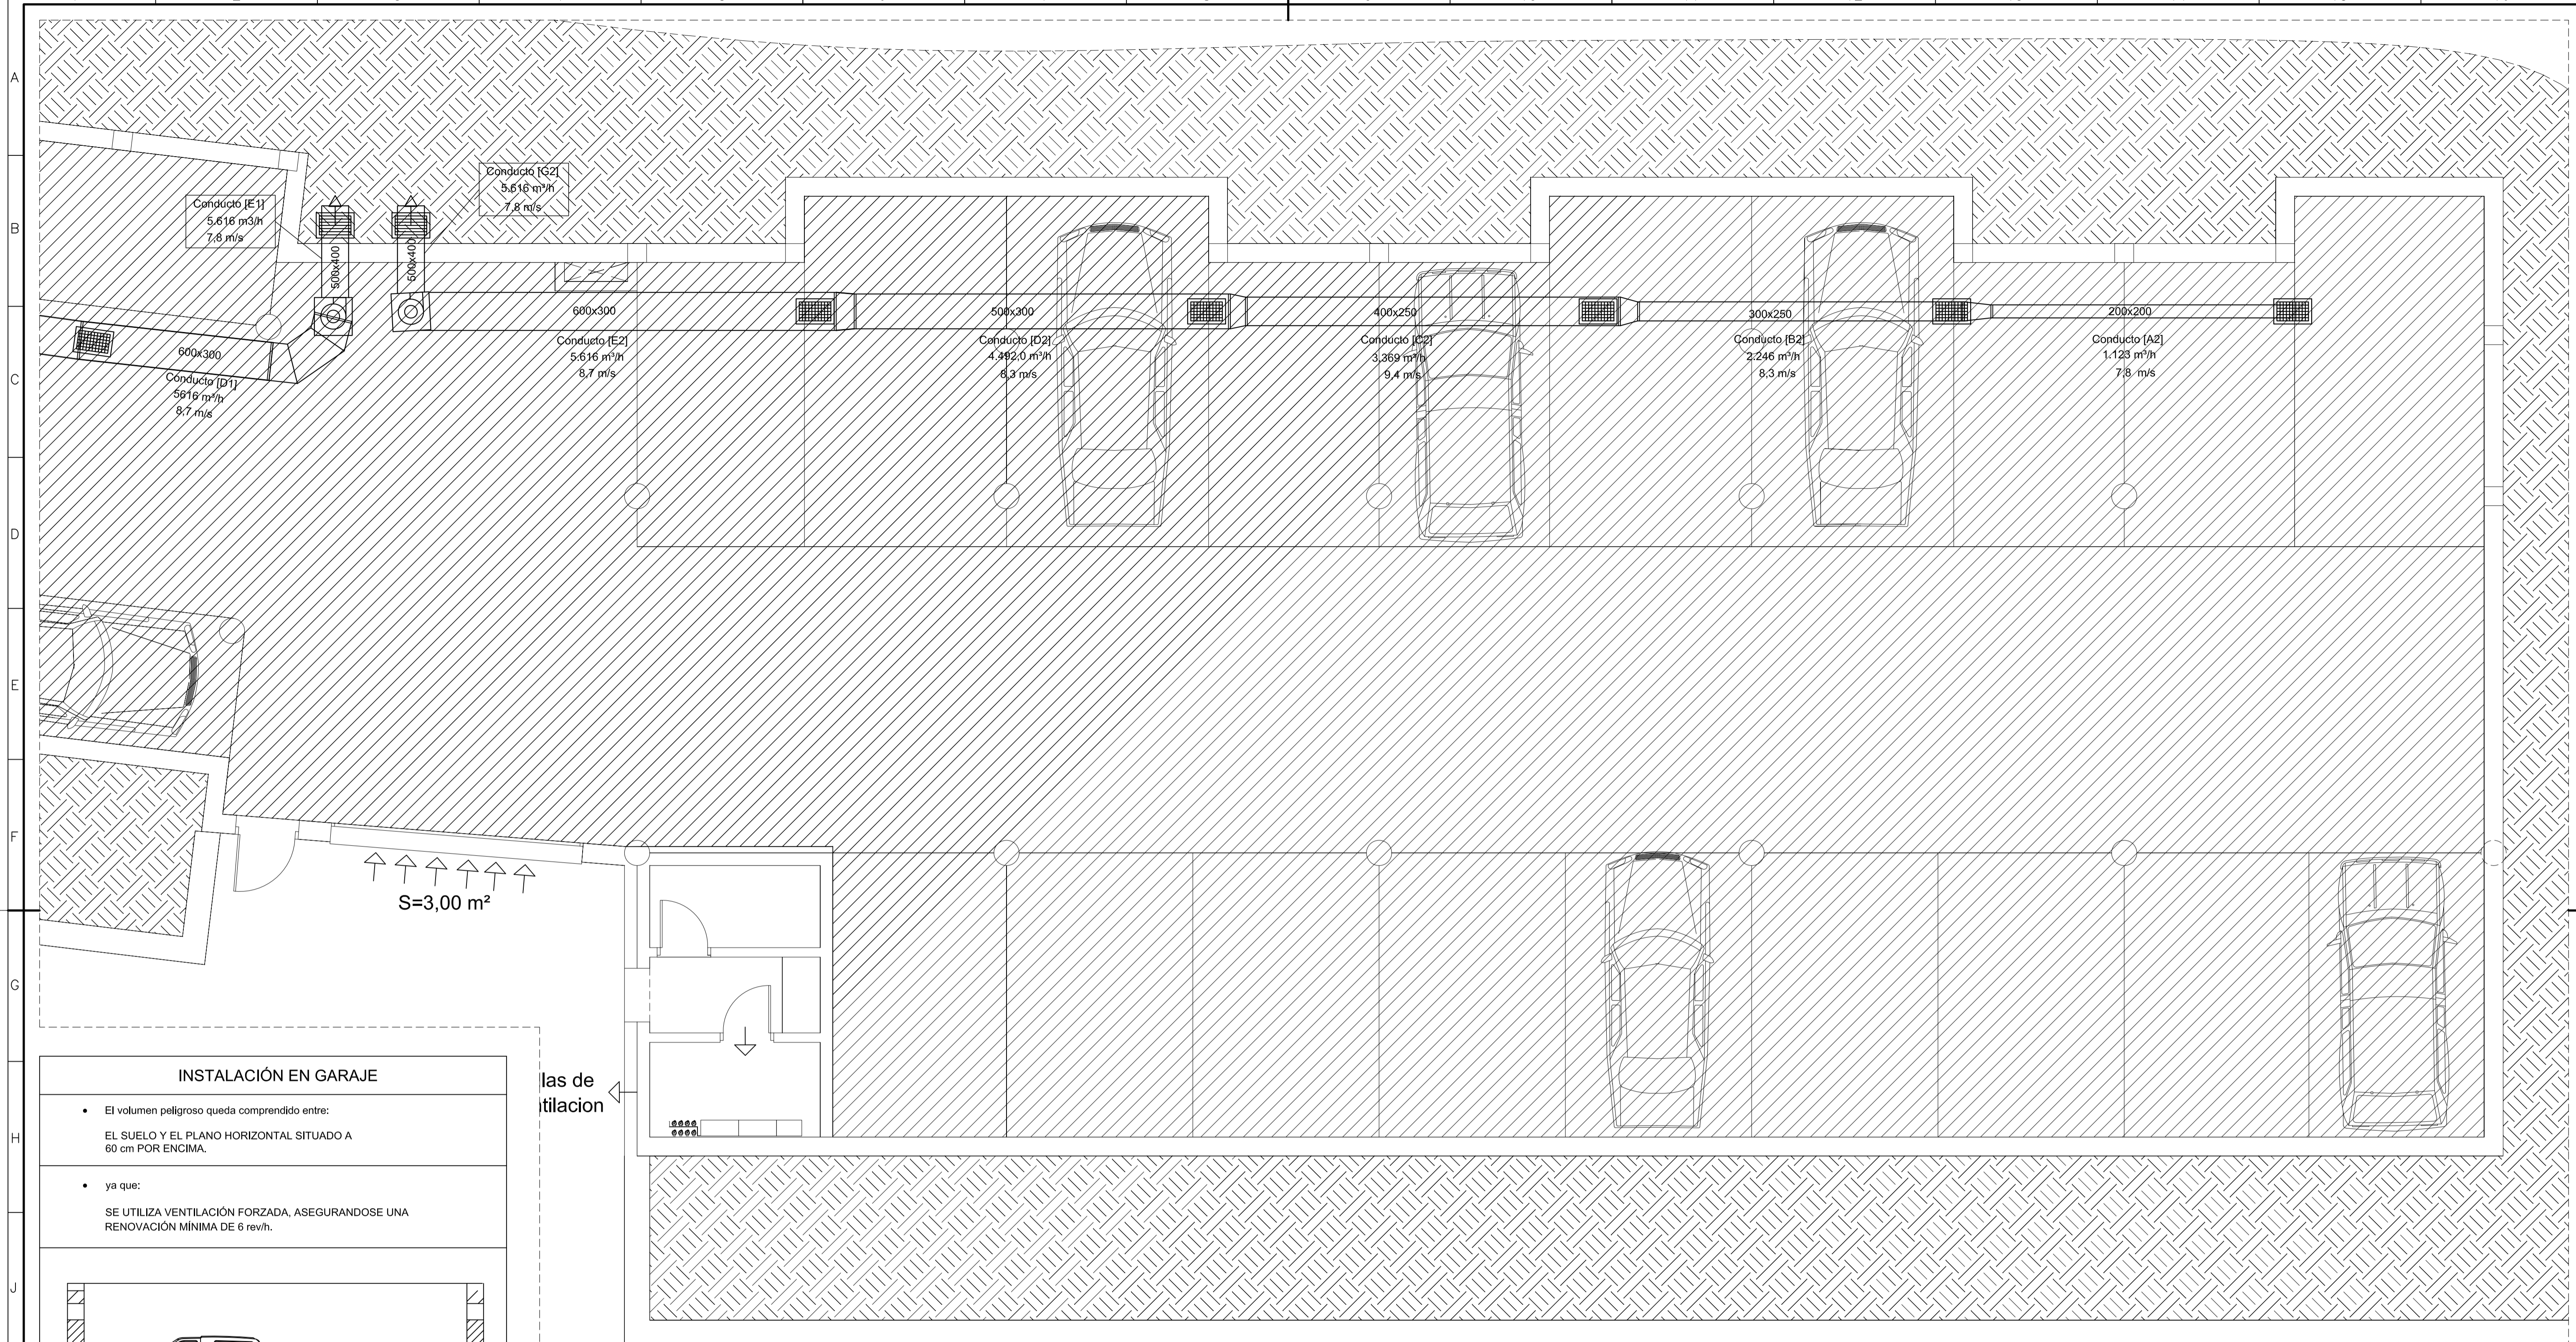 A
B
C
D
E
F
G
H
J
Conducto [E1]
5.616 m3/h
7,8 m/s
Conducto [G2]
5.616 m³/h
7,8 m/s
500x400
500x400
600x300
Conducto [D1]
5616 m³/h
8,7 m/s
600x300
Conducto [E2]
5.616 m³/h
8,7 m/s
500x300
Conducto [D2]
4.492,0 m³/h
8,3 m/s
400x250
Conducto [C2]
3.369 m³/h
9,4 m/s
300x250
Conducto [B2]
2.246 m³/h
8,3 m/s
200x200
Conducto [A2]
1.123 m³/h
7,8 m/s
S=3,00 m²
llas de
tilacion
INSTALACIÓN EN GARAJE
• El volumen peligroso queda comprendido entre:
EL SUELO Y EL PLANO HORIZONTAL SITUADO A
60 cm POR ENCIMA.
• ya que:
SE UTILIZA VENTILACIÓN FORZADA, ASEGURANDOSE UNA
RENOVACIÓN MÍNIMA DE 6 rev/h.